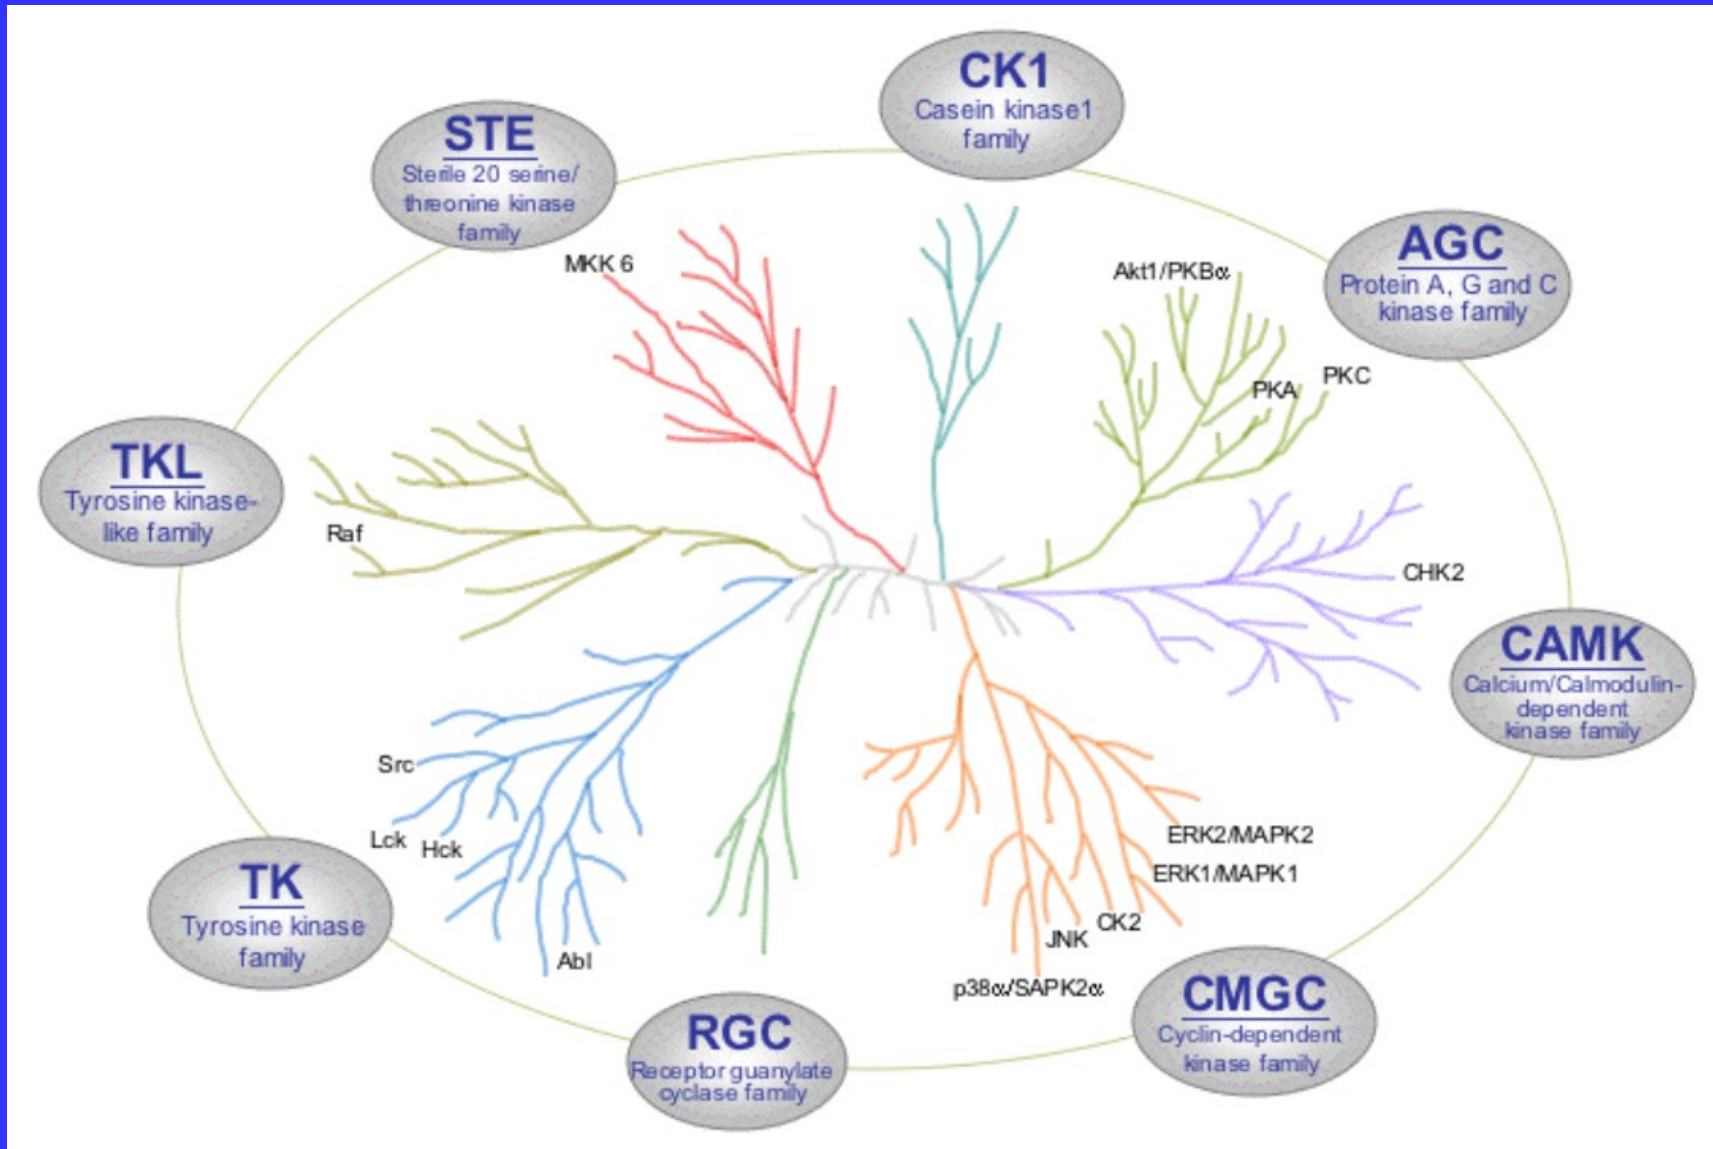 CK1
Casein kinase1
family
STE
Sterile 20 serine/
threonine kinase
family
AGC
Protein A, G and C
kinase family
MKK 6
Akt1/PKBα
PKA
PKC
TKL
Tyrosine kinase-
like family
Raf
CHK2
CAMK
Calcium/Calmodulin-
dependent
kinase family
Src
Lck
Hck
ERK2/MAPK2
ERK1/MAPK1
CK2
JNK
Abl
p38α/SAPK2α
TK
Tyrosine kinase
family
CMGC
Cyclin-dependent
kinase family
RGC
Receptor guanylate
cyclase family